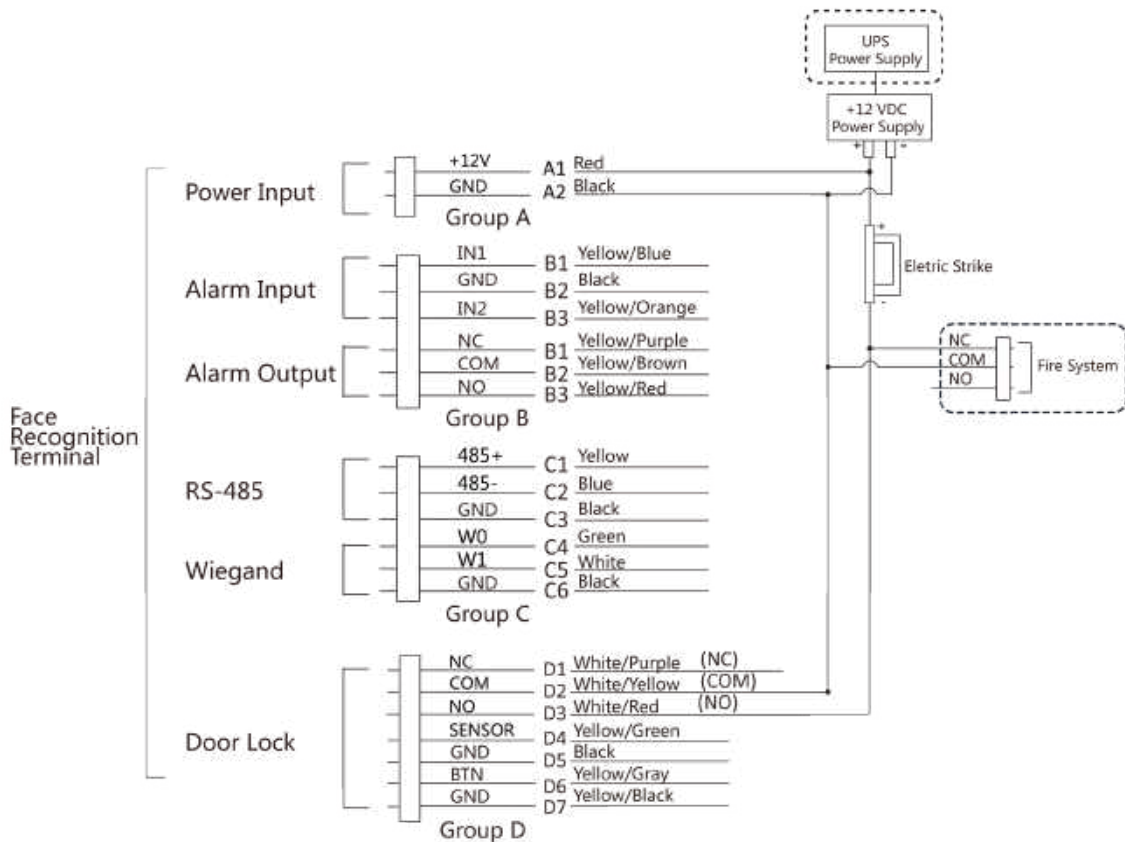 UPS
Power Supply
+12 VDC
Power Supply
+ -
Face
Recognition
Terminal
Power Input
+12V A1 Red
GND A2 Black
Group A
+
Eletric Strike
-
Alarm Input
IN1 B1 Yellow/Blue
GND B2 Black
IN2 B3 Yellow/Orange
Alarm Output
NC B1 Yellow/Purple
COM B2 Yellow/Brown
NO B3 Yellow/Red
Group B
NC
COM
NO
Fire System
RS-485
485+ C1 Yellow
485- C2 Blue
GND C3 Black
Wiegand
W0 C4 Green
W1 C5 White
GND C6 Black
Group C
Door Lock
NC D1 White/Purple (NC)
COM D2 White/Yellow (COM)
NO D3 White/Red (NO)
SENSOR D4 Yellow/Green
GND D5 Black
BTN D6 Yellow/Gray
GND D7 Yellow/Black
Group D